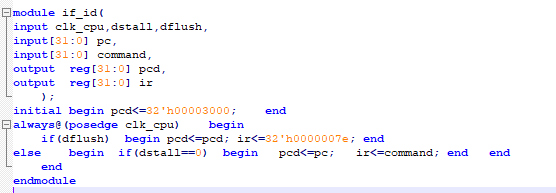 module if_id(
input clk_cpu,dstall,dflush,
input[31:0] pc,
input[31:0] command,
output  reg[31:0] pcd,
output  reg[31:0] ir
    );
initial begin pcd<=32'h00003000;    end
always@(posedge clk_cpu)    begin
    if(dflush)  begin pcd<=pcd; ir<=32'h0000007e; end
else    begin  if(dstall==0)  begin   pcd<=pc;   ir<=command; end   end
    end
endmodule